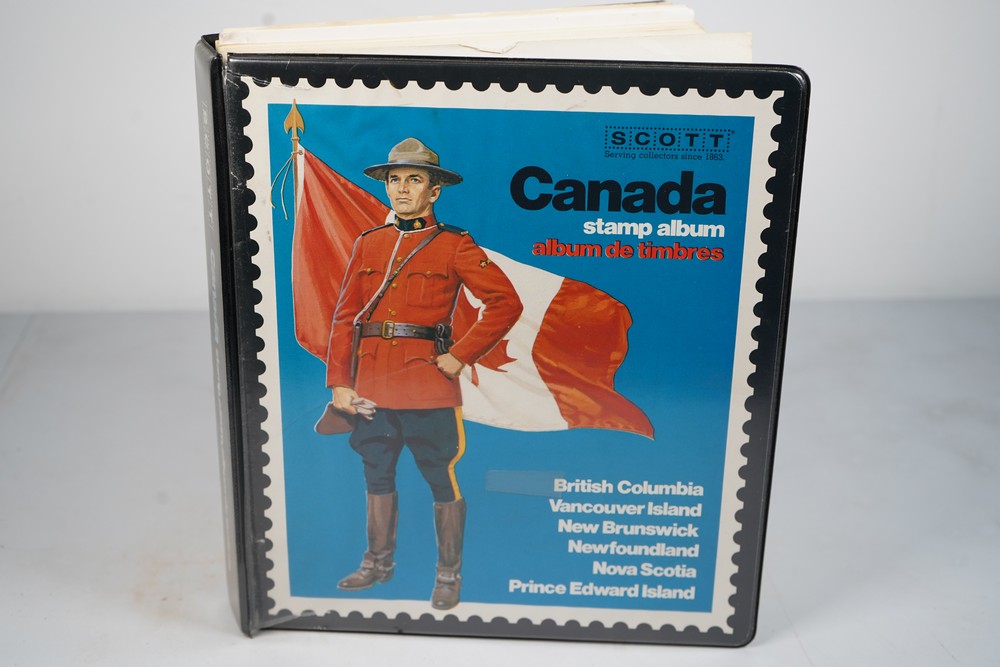 SCOTT
Serving collectors since 1863.
Canada
stamp album
album de timbres
British Columbia
Vancouver Island
New Brunswick
Newfoundland
Nova Scotia
Prince Edward Island